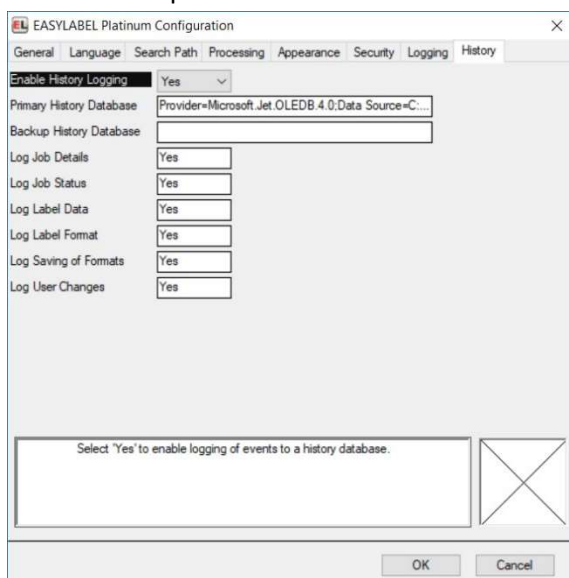 EL EASYLABEL Platinum Configuration
General Language Search Path Processing Appearance Security Logging History
Enable History Logging Yes
Primary History Database Provider=Microsoft.Jet.OLEDB.4.0;Data Source=C:...
Backup History Database
Log Job Details Yes
Log Job Status Yes
Log Label Data Yes
Log Label Format Yes
Log Saving of Formats Yes
Log User Changes Yes
Select 'Yes' to enable logging of events to a history database.
OK Cancel